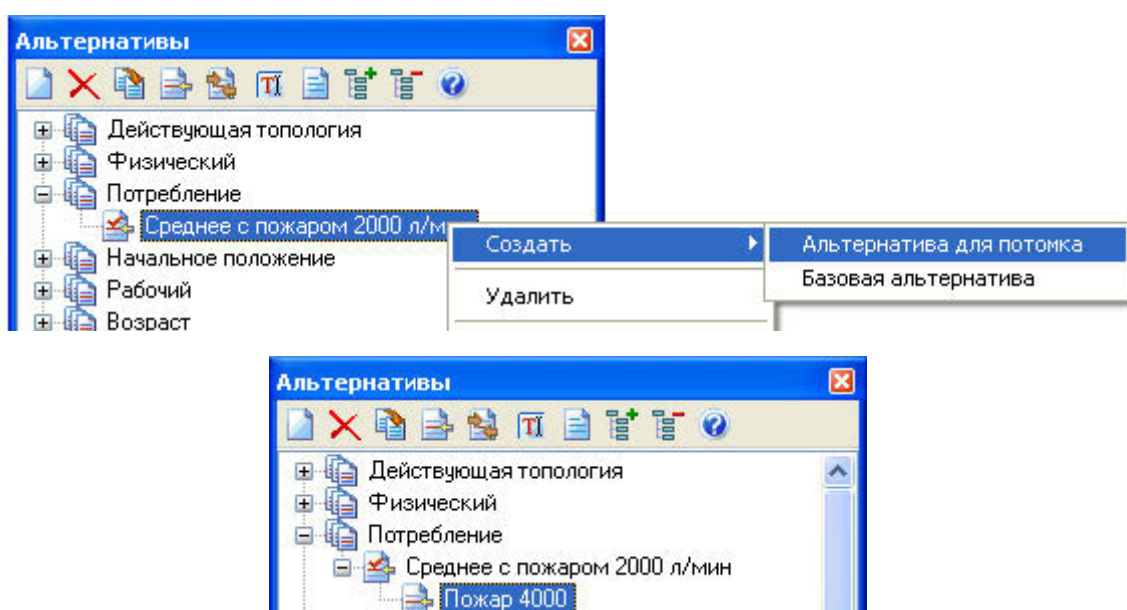 Альтернативы
Действующая топология
Физический
Потребление
Среднее с пожаром 2000 л/м
Создать
Альтернатива для потомка
Начальное положение
Базовая альтернатива
Рабочий
Удалить
Возраст
Альтернативы
Действующая топология
Физический
Потребление
Среднее с пожаром 2000 л/мин
Пожар 4000